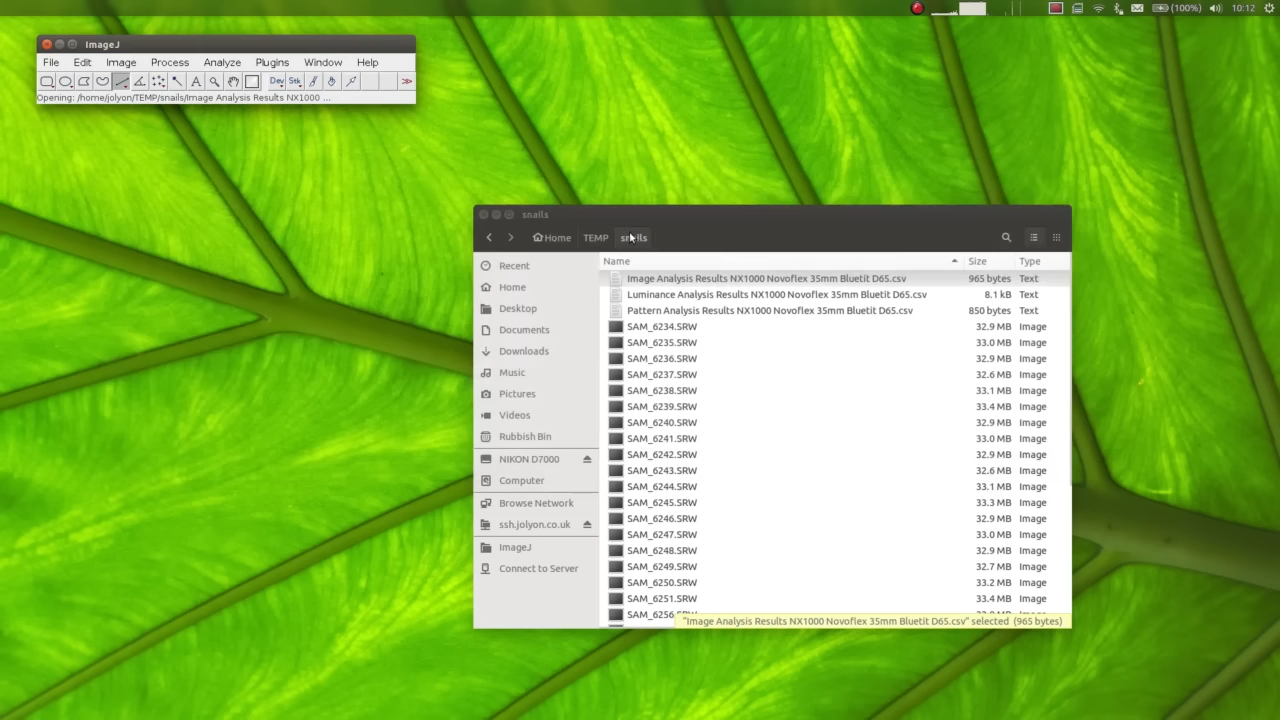 (100%) 10:12
ImageJ
File Edit Image Process Analyze Plugins Window Help
A Dev Stk
Opening: /home/jolyon/TEMP/snails/Image Analysis Results NX1000 ...
snails
Home TEMP snails
Recent
Home
Desktop
Documents
Downloads
Music
Pictures
Videos
Rubbish Bin
NIKON D7000
Computer
Browse Network
ssh.jolyon.co.uk
ImageJ
Connect to Server
Name Size Type
Image Analysis Results NX1000 Novoflex 35mm Bluetit D65.csv 965 bytes Text
Luminance Analysis Results NX1000 Novoflex 35mm Bluetit D65.csv 8.1 kB Text
Pattern Analysis Results NX1000 Novoflex 35mm Bluetit D65.csv 850 bytes Text
SAM_6234.SRW 32.9 MB Image
SAM_6235.SRW 33.0 MB Image
SAM_6236.SRW 32.9 MB Image
SAM_6237.SRW 32.6 MB Image
SAM_6238.SRW 33.1 MB Image
SAM_6239.SRW 33.4 MB Image
SAM_6240.SRW 32.9 MB Image
SAM_6241.SRW 33.0 MB Image
SAM_6242.SRW 32.9 MB Image
SAM_6243.SRW 32.6 MB Image
SAM_6244.SRW 33.1 MB Image
SAM_6245.SRW 33.3 MB Image
SAM_6246.SRW 32.9 MB Image
SAM_6247.SRW 33.0 MB Image
SAM_6248.SRW 32.9 MB Image
SAM_6249.SRW 32.7 MB Image
SAM_6250.SRW 33.2 MB Image
SAM_6251.SRW 33.4 MB Image
SAM_6256
"Image Analysis Results NX1000 Novoflex 35mm Bluetit D65.csv" selected (965 bytes)